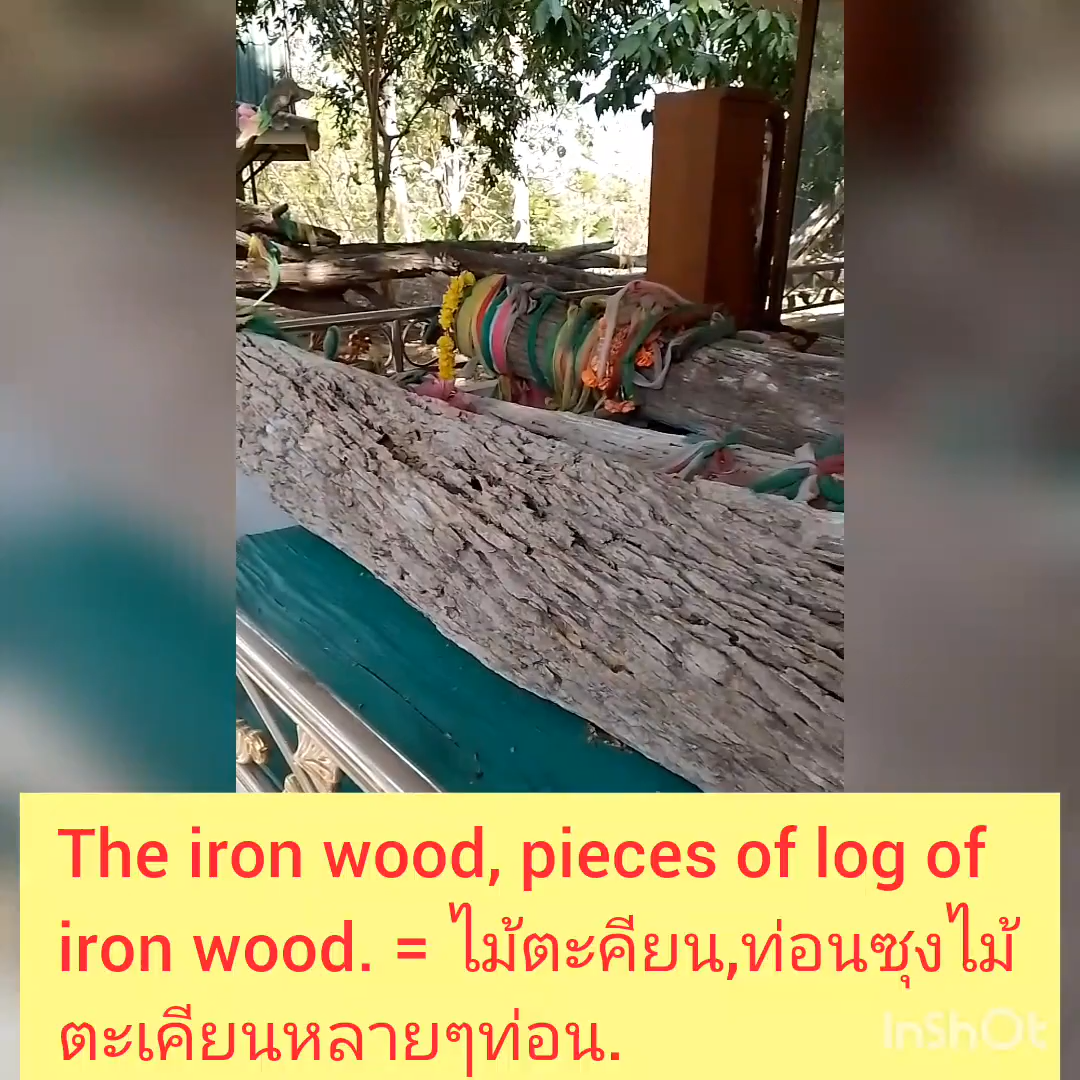 The iron wood, pieces of log of
iron wood. = ไม้ตะคียน,ท่อนซุงไม้
ตะเคียนหลายๆท่อน.
InShOt